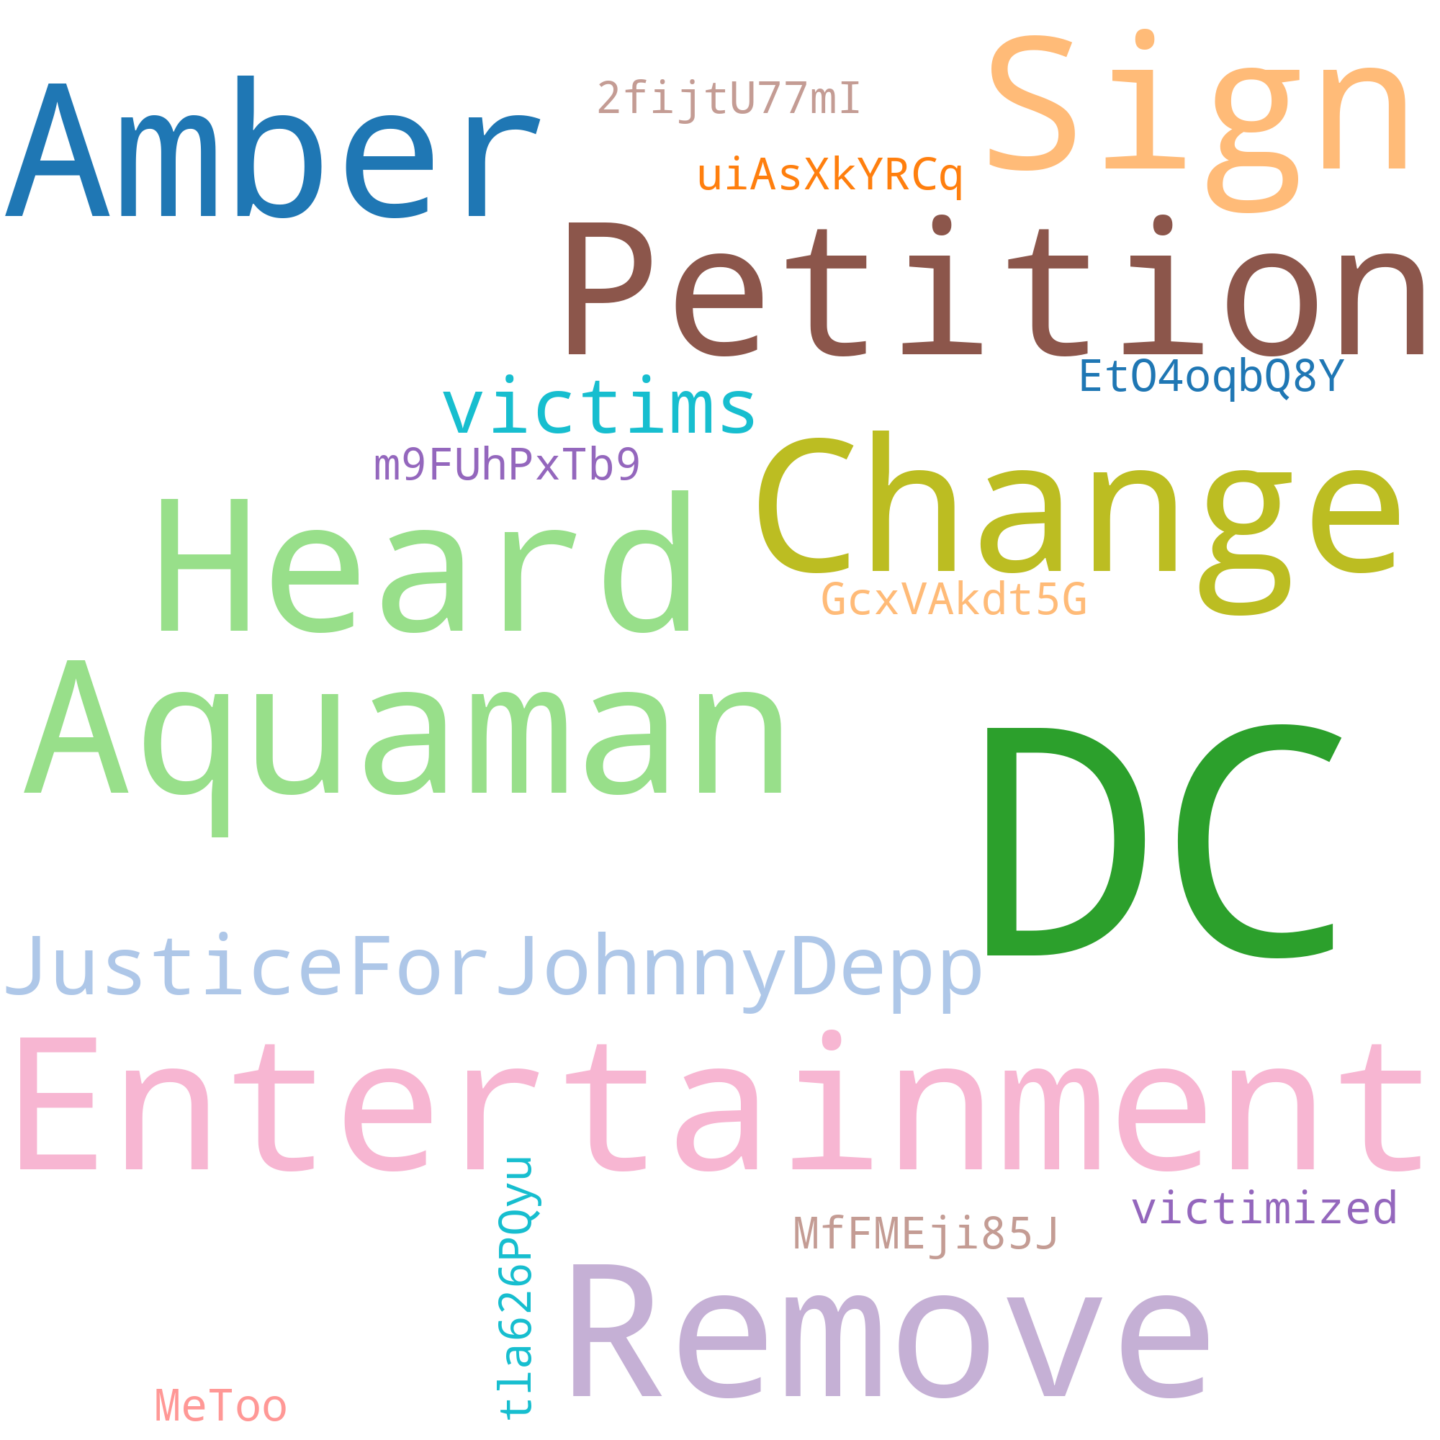 Amber
2fijtU77mI
Sign
uiAsXkYRCq
Petition
EtO4oqbQ8Y
victims
m9FUhPxTb9
Change
Heard
GcxVAkdt5G
Aquaman
DC
JusticeForJohnnyDepp
Entertainment
tla626PQyu
victimized
MfFMEji85J
Remove
MeToo